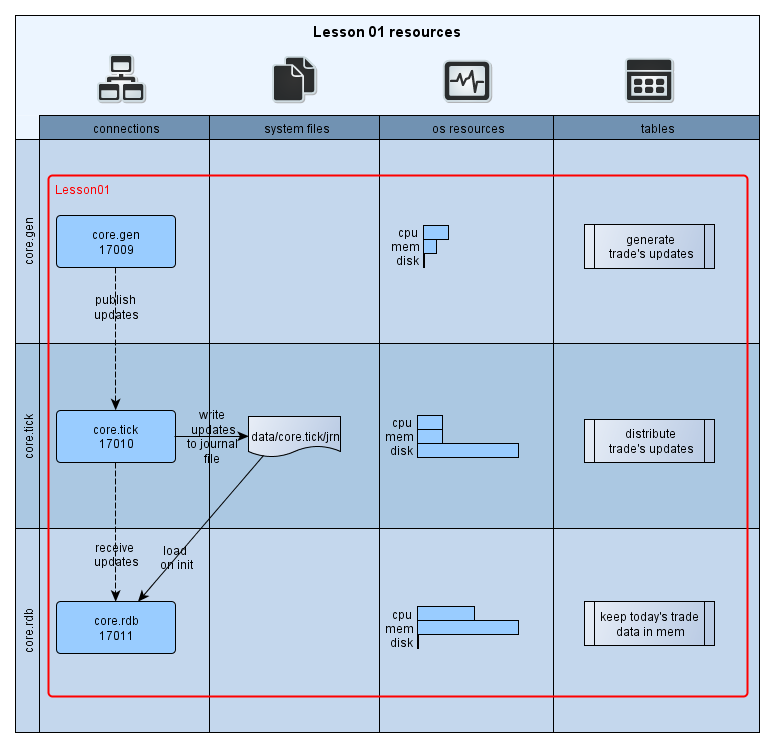 Lesson 01 resources
connections
system files
os resources
tables
core.gen
Lesson01
core.gen
17009
cpu
mem
disk
generate
trade's updates
publish
updates
core.tick
core.tick
17010
write
updates
to journal
file
data/core.tick/jrn
cpu
mem
disk
distribute
trade's updates
receive
updates
load
on init
core.rdb
core.rdb
17011
cpu
mem
disk
keep today's trade
data in mem